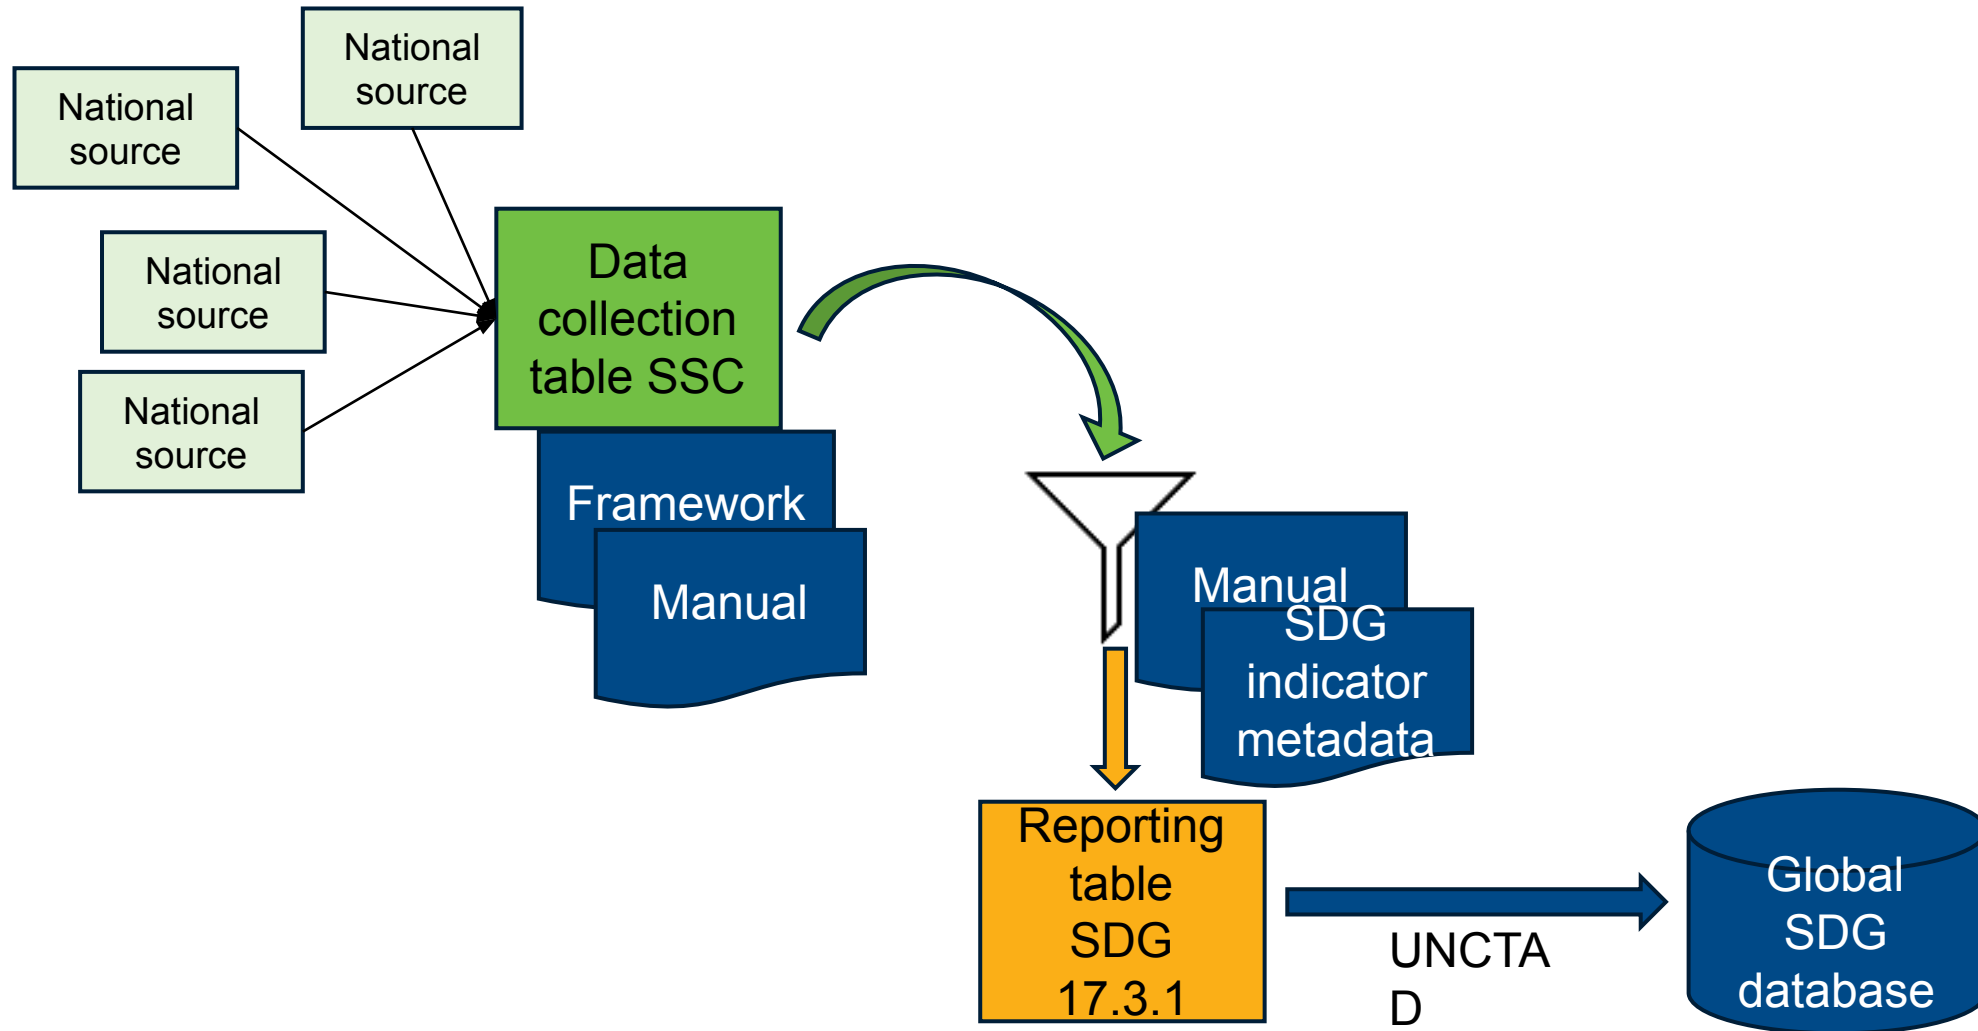 National
source
National
source
National
source
National
source
Data
collection
table SSC
Framework
Manual
Manual
SDG
indicator
metadata
Reporting
table
SDG
17.3.1
UNCTA
D
Global
SDG
database